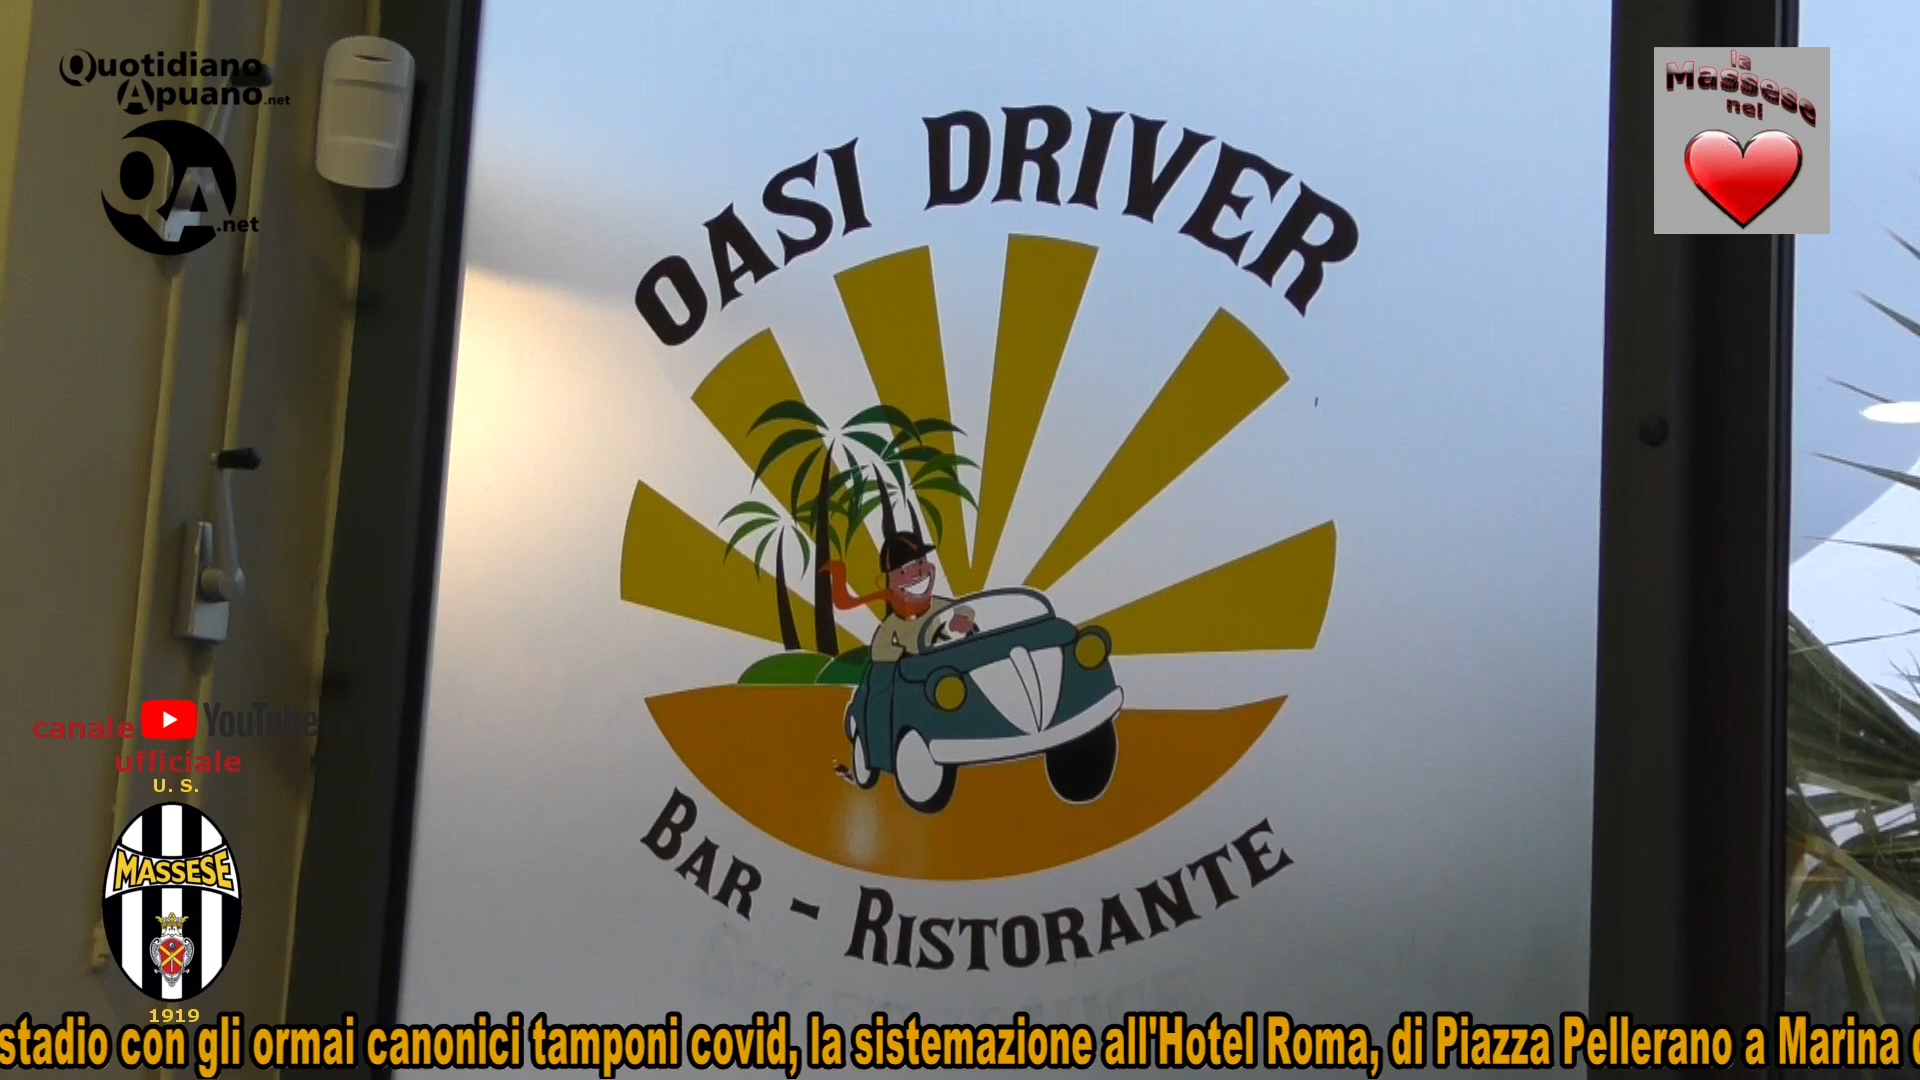 Quotidiano
Apuano.net
QA.net
la
Massese
nel
OASI DRIVER
A
BAR - RISTORANTE
canale YouTube
ufficiale
U. S.
MASSESE
1919
stadio con gli ormai canonici tamponi covid, la sistemazione all'Hotel Roma, di Piazza Pellerano a Marina